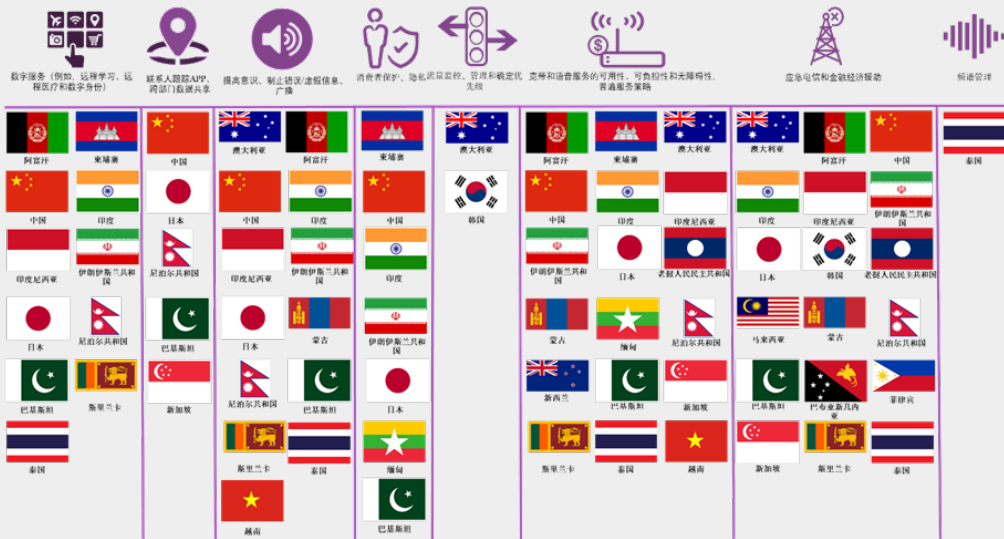 数字服务（例如、远程学习、远
程医疗和数字身份）
联系人跟踪APP、
跨部门数据共享
提高意识、制止错误/虚假信息、
广播
消费者保护、隐私
流量监控、管理和确定优
先级
宽带和语音服务的可用性、可负担性和无障碍性、
普遍服务策略
应急电信和金融经济援助
频谱管理
阿富汗
柬埔寨
中国
印度
印度尼西亚
伊朗伊斯兰共和
国
日本
尼泊尔共和国
巴基斯坦
斯里兰卡
泰国
中国
日本
尼泊尔共和国
巴基斯坦
新加坡
澳大利亚
阿富汗
中国
印度
印度尼西亚
伊朗伊斯兰共和
国
日本
蒙古
尼泊尔共和国
巴基斯坦
斯里兰卡
泰国
越南
柬埔寨
中国
印度
伊朗伊斯兰共和
国
日本
缅甸
巴基斯坦
澳大利亚
韩国
阿富汗
柬埔寨
澳大利亚
中国
印度
印度尼西亚
伊朗伊斯兰共和
国
日本
老挝人民民主共和国
蒙古
缅甸
尼泊尔共和国
新西兰
巴基斯坦
新加坡
斯里兰卡
泰国
越南
澳大利亚
阿富汗
中国
印度
印度尼西亚
伊朗伊斯兰共和
国
日本
韩国
老挝人民民主共和国
马来西亚
蒙古
尼泊尔共和国
巴基斯坦
巴布亚新几内
亚
菲律宾
新加坡
斯里兰卡
泰国
泰国